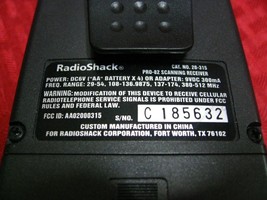 RadioShack®
CAT. NO. 20-315
PRO-82 SCANNING RECEIVER
POWER: DC6V ("AA" BATTERY X 4) OR ADAPTER: 9VDC 300mA
FREQ. RANGE: 29-54, 108-136.9875, 137-174, 380-512 MHz
WARNING: MODIFICATION OF THIS DEVICE TO RECEIVE CELLULAR
RADIOTELEPHONE SERVICE SIGNALS IS PROHIBITED UNDER FCC
RULES AND FEDERAL LAW.
FCC ID: AAO2000315
S/NO. C 185632
CUSTOM MANUFACTURED IN CHINA
FOR RADIOSHACK CORPORATION, FORT WORTH, TX 76102